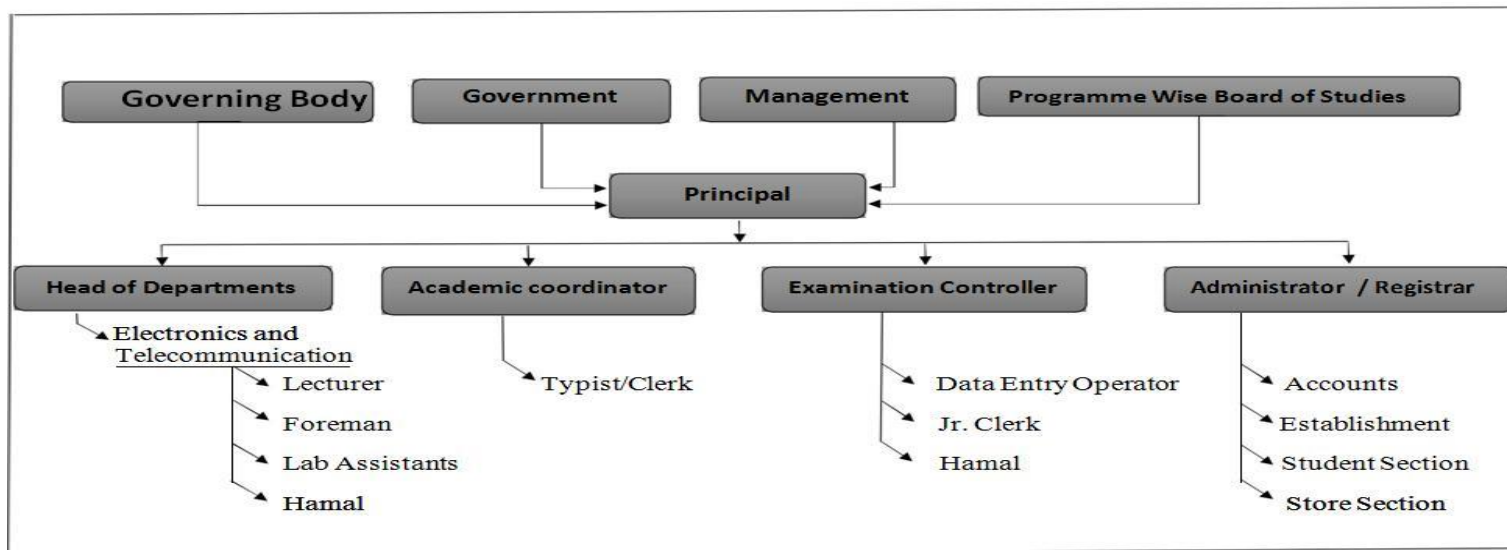 Governing Body
Government
Management
Programme Wise Board of Studies
Principal
Head of Departments
Academic coordinator
Examination Controller
Administrator / Registrar
Electronics and
Telecommunication
Lecturer
Foreman
Lab Assistants
Hamal
Typist/Clerk
Data Entry Operator
Jr. Clerk
Hamal
Accounts
Establishment
Student Section
Store Section